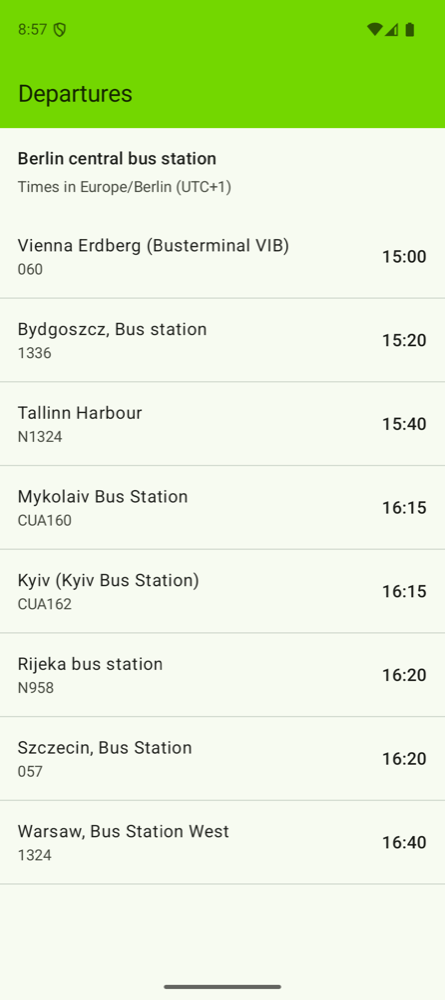 8:57
Departures
Berlin central bus station
Times in Europe/Berlin (UTC+1)
Vienna Erdberg (Busterminal VIB)
060
15:00
Bydgoszcz, Bus station
1336
15:20
Tallinn Harbour
N1324
15:40
Mykolaiv Bus Station
CUA160
16:15
Kyiv (Kyiv Bus Station)
CUA162
16:15
Rijeka bus station
N958
16:20
Szczecin, Bus Station
057
16:20
Warsaw, Bus Station West
1324
16:40